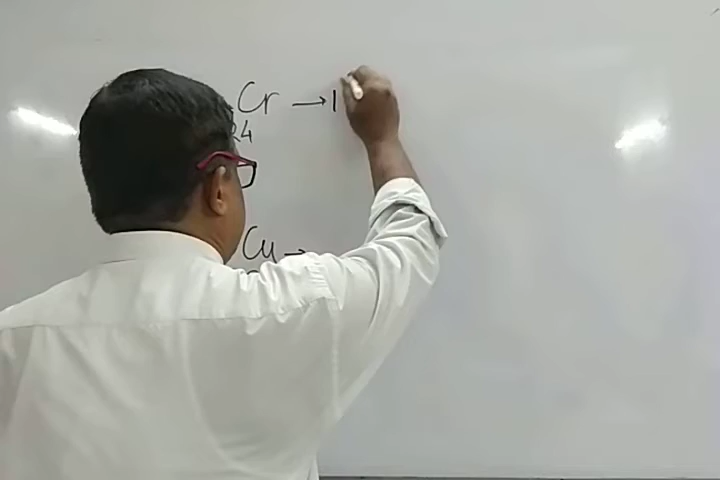 Cr → 1
24
Cu →